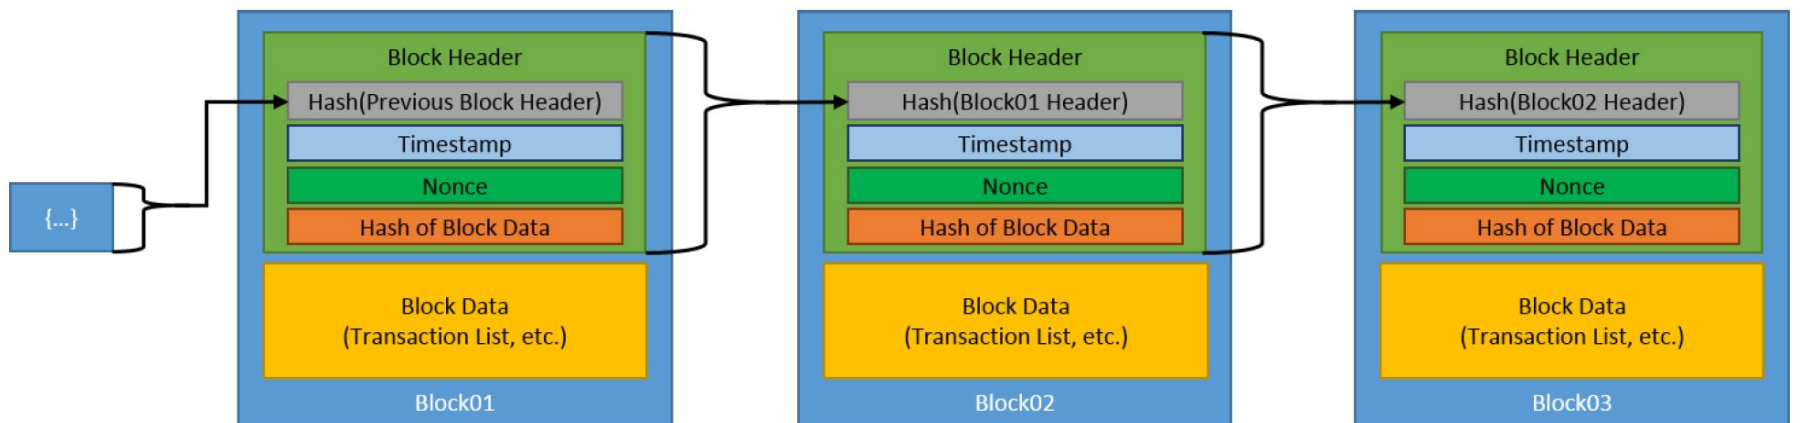 {...}
Block Header
Hash(Previous Block Header)
Timestamp
Nonce
Hash of Block Data
Block Data
(Transaction List, etc.)
Block01
Block Header
Hash(Block01 Header)
Timestamp
Nonce
Hash of Block Data
Block Data
(Transaction List, etc.)
Block02
Block Header
Hash(Block02 Header)
Timestamp
Nonce
Hash of Block Data
Block Data
(Transaction List, etc.)
Block03